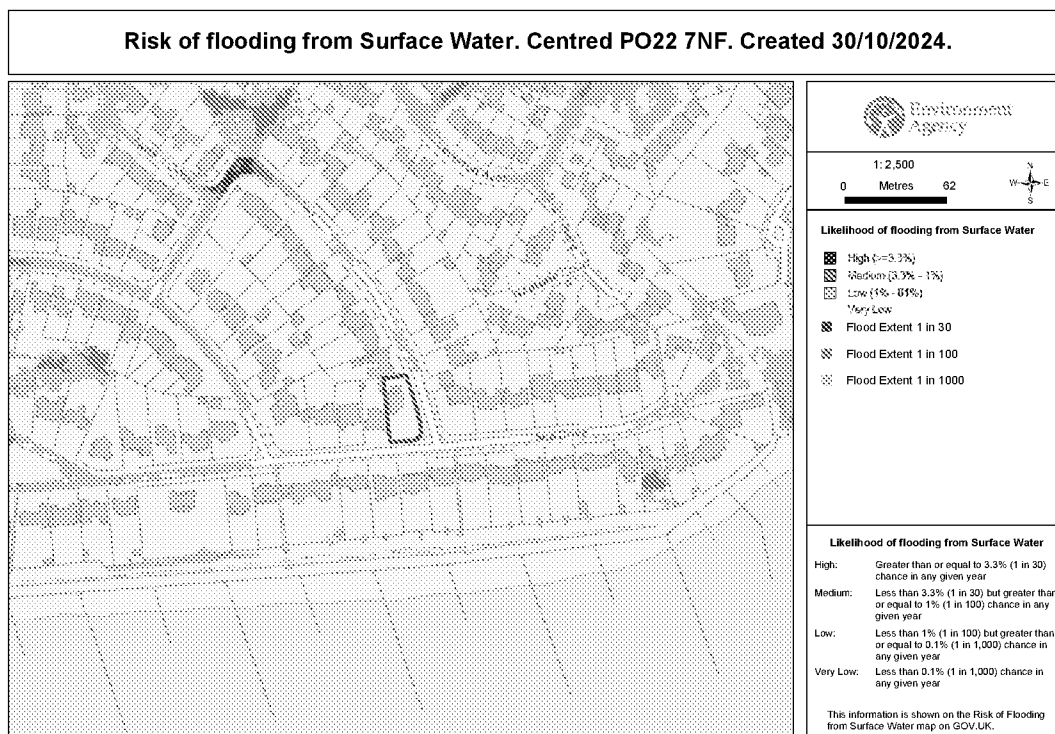 Risk of flooding from Surface Water. Centred PO22 7NF. Created 30/10/2024.
Environment
Agency
1: 2,500
0 Metres 62
N
W E
S
Likelihood of flooding from Surface Water
High (>=3.3%)
Medium (3.3% - 1%)
Low (1% - 01%)
Very Low
Flood Extent 1 in 30
Flood Extent 1 in 100
Flood Extent 1 in 1000
Likelihood of flooding from Surface Water
High: Greater than or equal to 3.3% (1 in 30)
chance in any given year
Medium: Less than 3.3% (1 in 30) but greater than
or equal to 1% (1 in 100) chance in any
given year
Low: Less than 1% (1 in 100) but greater than
or equal to 0.1% (1 in 1,000) chance in
any given year
Very Low: Less than 0.1% (1 in 1,000) chance in
any given year
This information is shown on the Risk of Flooding
from Surface Water map on GOV.UK.